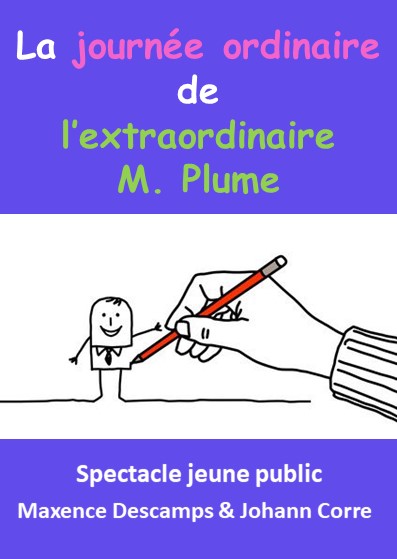 La journée ordinaire
de
l'extraordinaire
M. Plume
Spectacle jeune public
Maxence Descamps & Johann Corre